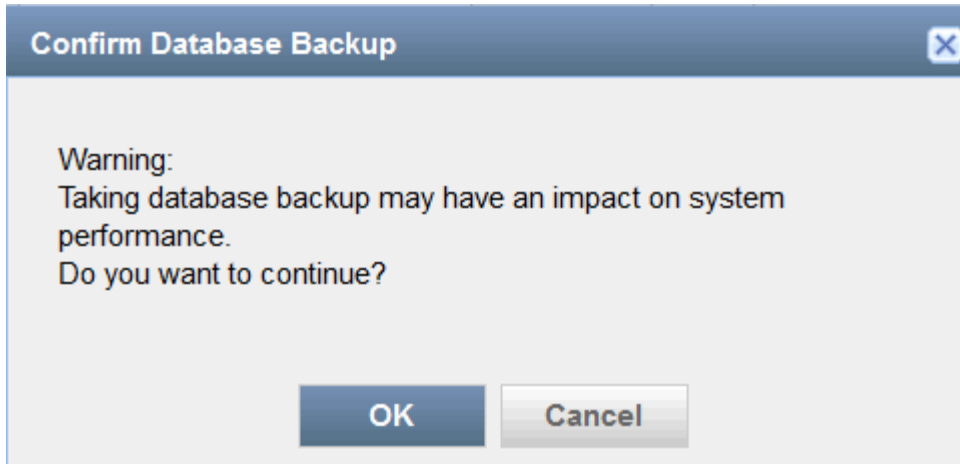 Confirm Database Backup
Warning:
Taking database backup may have an impact on system
performance.
Do you want to continue?
OK
Cancel